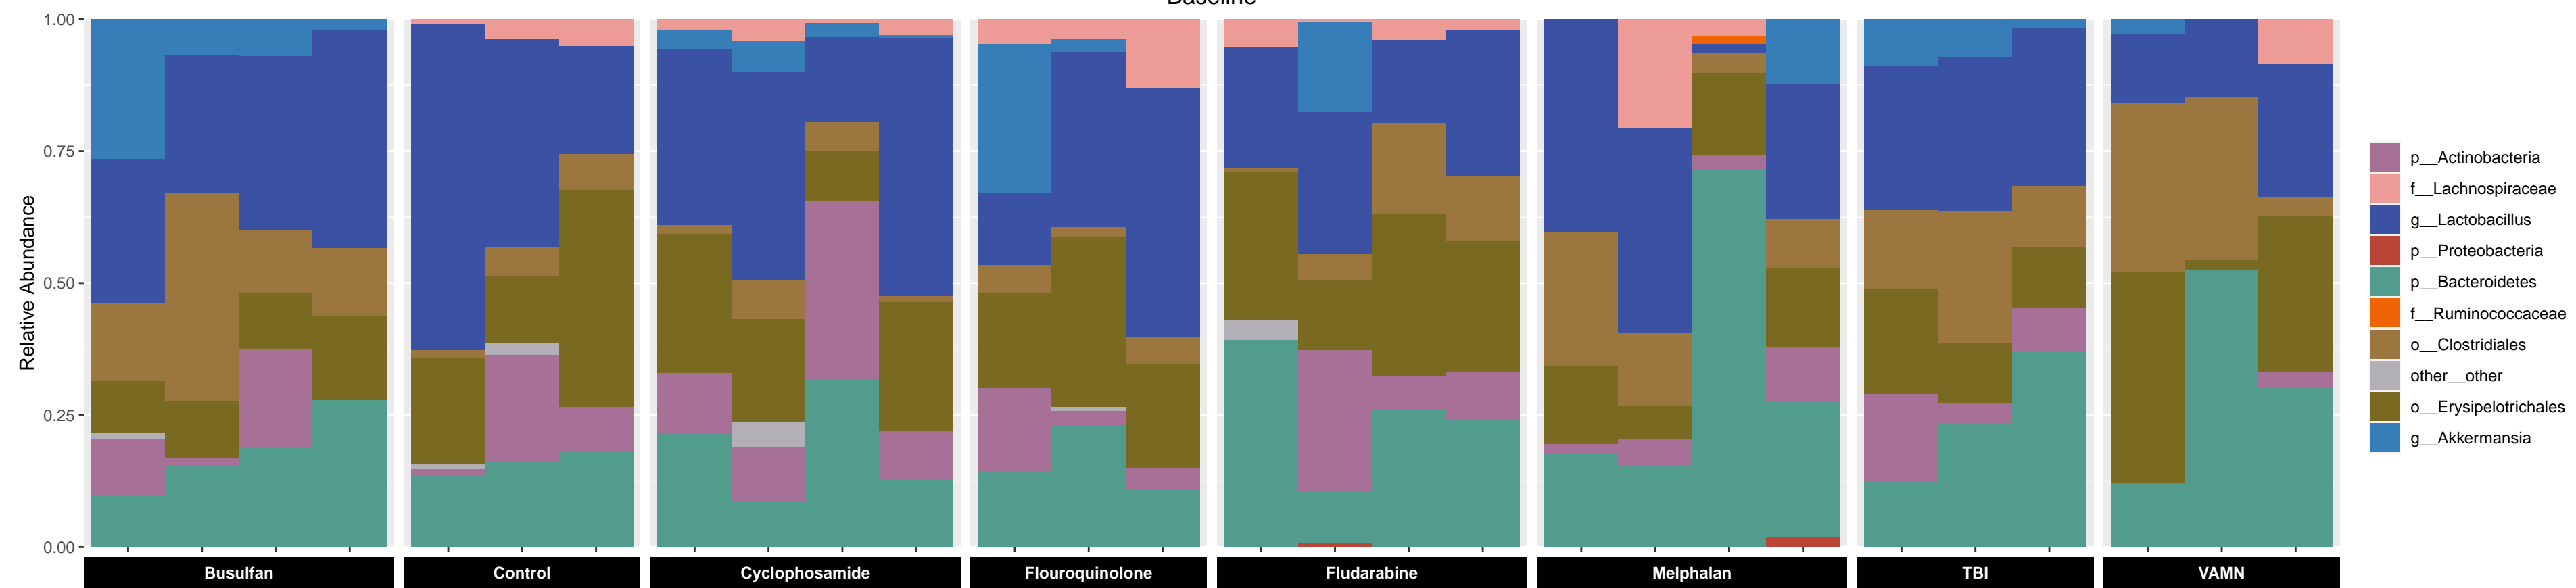 Baseline
1.00
0.75
0.50
0.25
0.00
Relative Abundance
Busulfan
Control
Cyclophosamide
Flouroquinolone
Fludarabine
Melphalan
TBI
VAMN
p__Actinobacteria
f__Lachnospiraceae
g__Lactobacillus
p__Proteobacteria
p__Bacteroidetes
f__Ruminococcaceae
o__Clostridiales
other__other
o__Erysipelotrichales
g__Akkermansia